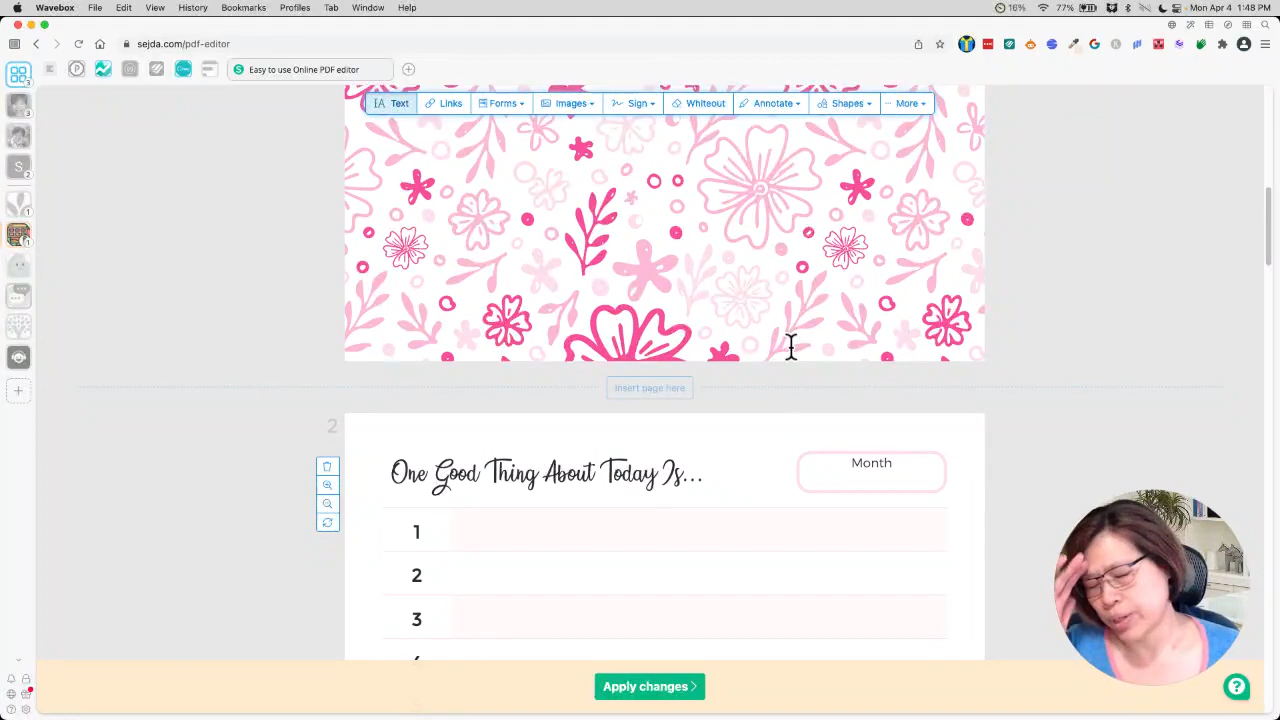 Wavebox File Edit View History Bookmarks Profiles Tab Window Help
16% 77% Mon Apr 4 1:48 PM
sejda.com/pdf-editor
Easy to use Online PDF editor
Text Links Forms Images Sign Whiteout Annotate Shapes More
Insert page here
2
One Good Thing About Today Is...
Month
1
2
3
Apply changes